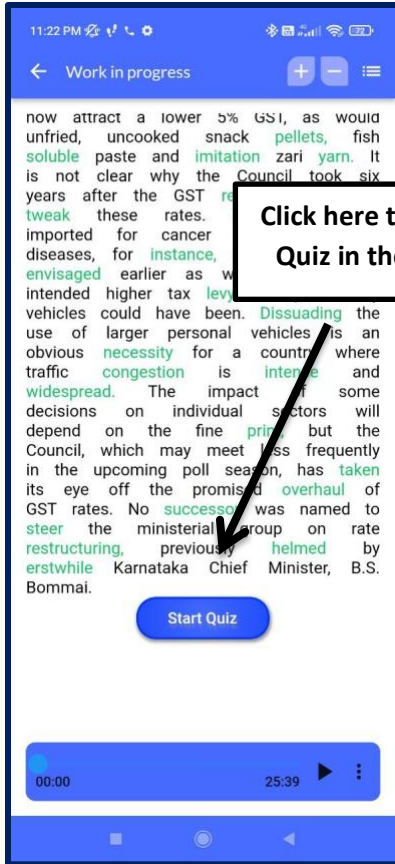 11:22 PM
Work in progress
now attract a lower 5% GST, as would
unfried, uncooked snack pellets, fish
soluble paste and imitation zari yarn. It
is not clear why the Council took six
years after the GST
tweak these rates.
imported for cancer
diseases, for instance,
envisaged earlier as
intended higher tax levy
vehicles could have been. Dissuading the
use of larger personal vehicles is an
obvious necessity for a country where
traffic congestion is intense and
widespread. The impact of some
decisions on individual sectors will
depend on the fine print, but the
Council, which may meet less frequently
in the upcoming poll season, has taken
its eye off the promised overhaul of
GST rates. No successor was named to
steer the ministerial group on rate
restructuring, previously helmed by
erstwhile Karnataka Chief Minister, B.S.
Bommai.
Click here t
Quiz in the
Start Quiz
00:00 25:39